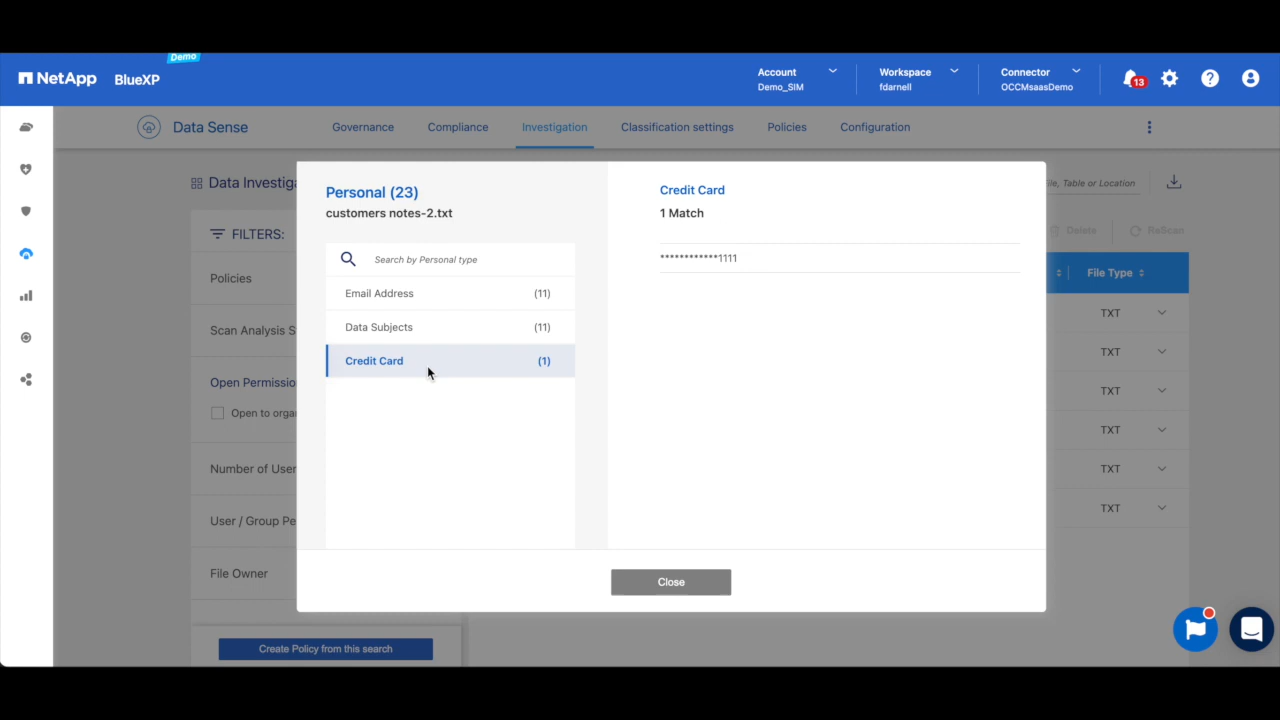 Demo
NetApp BlueXP
Account
Demo_SIM
Workspace
fdarnell
Connector
OCCMsaasDemo
13
?
Data Sense
Governance
Compliance
Investigation
Classification settings
Policies
Configuration
Data Investiga
File, Table or Location
FILTERS:
Delete
ReScan
Policies
Scan Analysis S
Open Permissio
Open to orga
Number of User
User / Group Pe
File Owner
Create Policy from this search
File Type
TXT
TXT
TXT
TXT
TXT
TXT
Personal (23)
customers notes-2.txt
Search by Personal type
Email Address (11)
Data Subjects (11)
Credit Card (1)
Credit Card
1 Match
************1111
Close